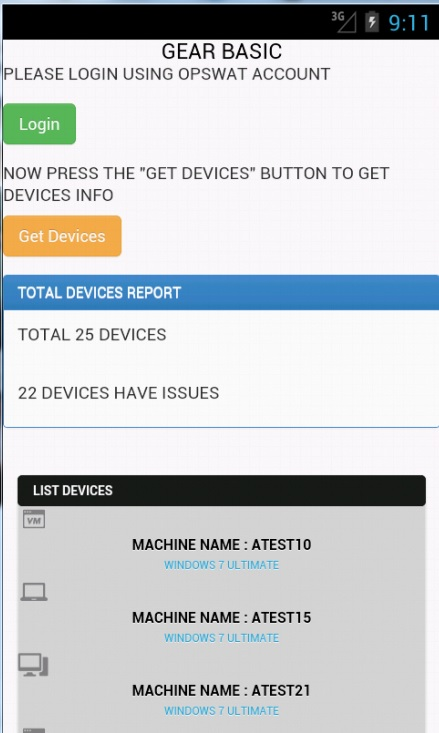 3G 9:11
GEAR BASIC
PLEASE LOGIN USING OPSWAT ACCOUNT
Login
NOW PRESS THE "GET DEVICES" BUTTON TO GET
DEVICES INFO
Get Devices
TOTAL DEVICES REPORT
TOTAL 25 DEVICES
22 DEVICES HAVE ISSUES
LIST DEVICES
VM
MACHINE NAME : ATEST10
WINDOWS 7 ULTIMATE
MACHINE NAME : ATEST15
WINDOWS 7 ULTIMATE
MACHINE NAME : ATEST21
WINDOWS 7 ULTIMATE